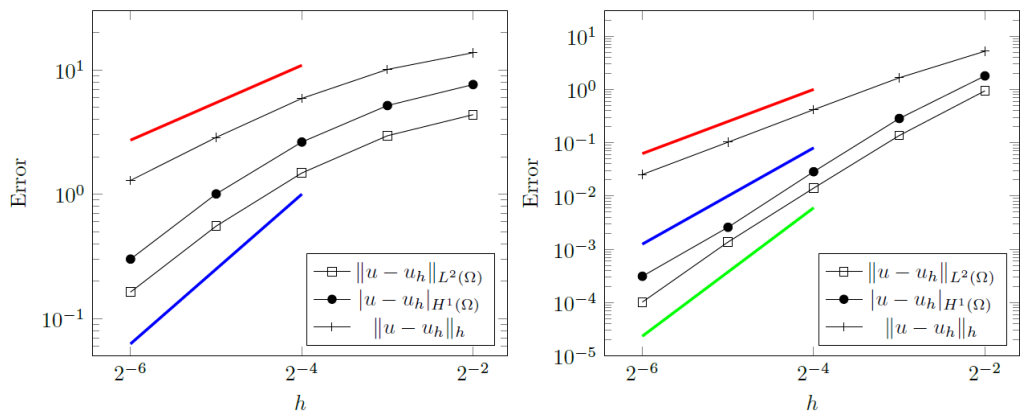 10^1
10^0
10^{-1}
Error
2^{-6} 2^{-4} 2^{-2}
h
‖u − u_h‖_{L^2(Ω)}
|u − u_h|_{H^1(Ω)}
‖u − u_h‖_h
10^1
10^0
10^{-1}
10^{-2}
10^{-3}
10^{-4}
10^{-5}
Error
2^{-6} 2^{-4} 2^{-2}
h
‖u − u_h‖_{L^2(Ω)}
|u − u_h|_{H^1(Ω)}
‖u − u_h‖_h